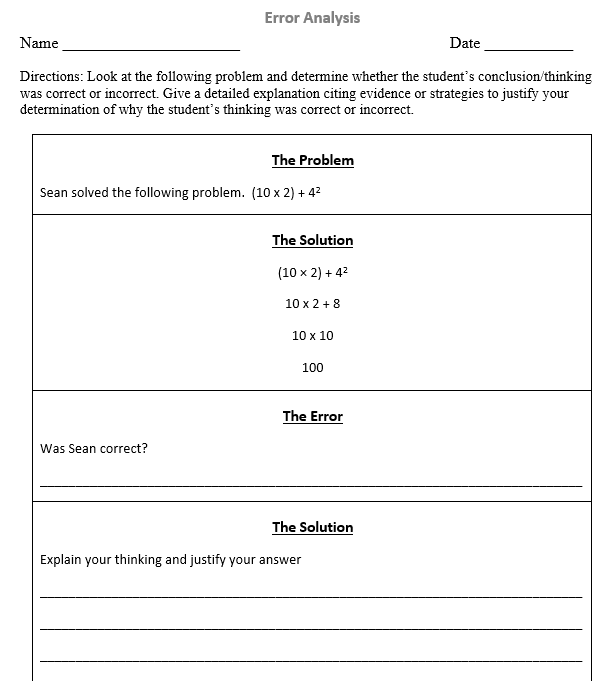 Error Analysis
Name _______________________ Date ___________
Directions: Look at the following problem and determine whether the student’s conclusion/thinking
was correct or incorrect. Give a detailed explanation citing evidence or strategies to justify your
determination of why the student’s thinking was correct or incorrect.
The Problem
Sean solved the following problem. (10 x 2) + 4²
The Solution
(10 × 2) + 4²
10 x 2 + 8
10 x 10
100
The Error
Was Sean correct?
The Solution
Explain your thinking and justify your answer